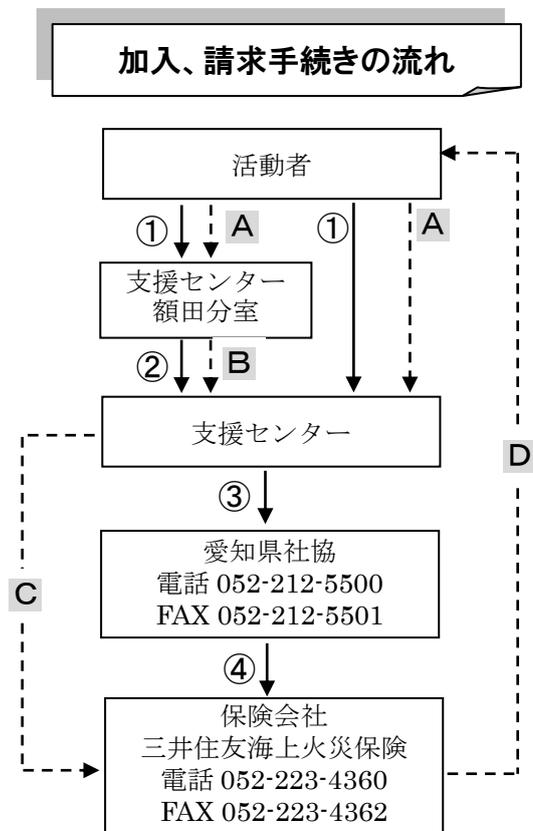 加入、請求手続きの流れ
活動者
①
A
①
A
支援センター
額田分室
②
B
支援センター
D
③
愛知県社協
電話 052-212-5500
FAX 052-212-5501
C
④
保険会社
三井住友海上火災保険
電話 052-223-4360
FAX 052-223-4362